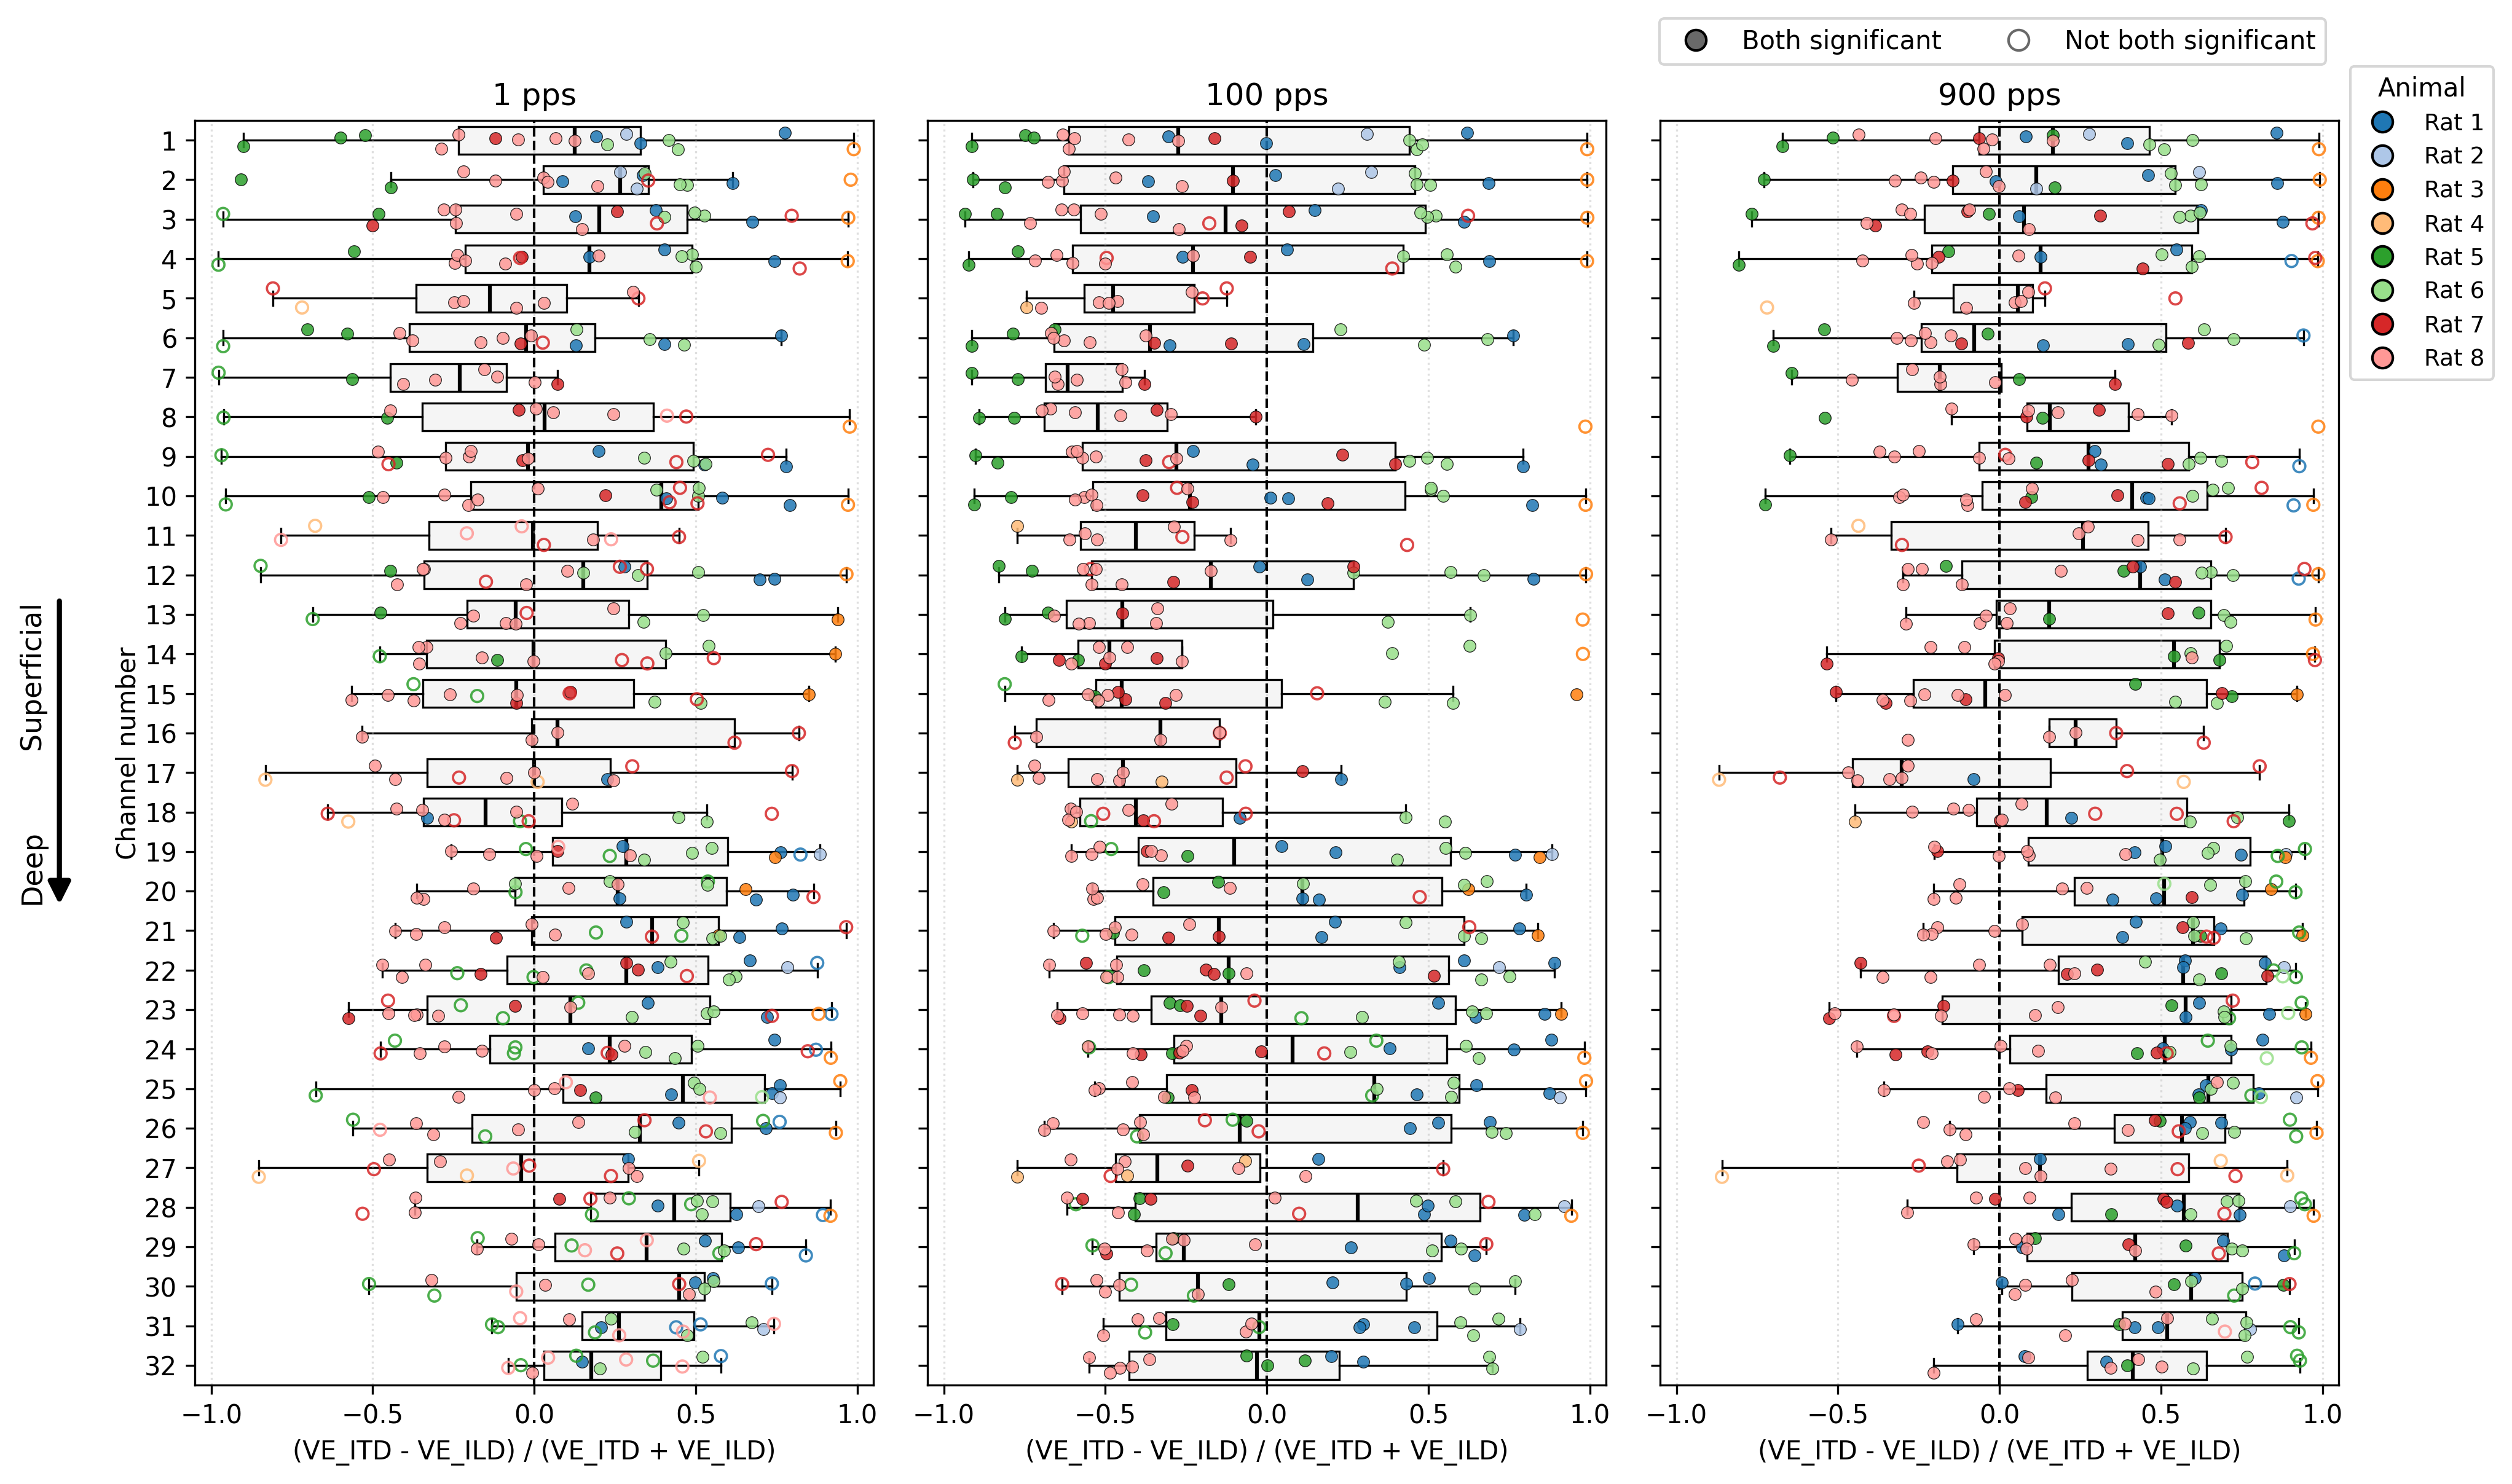 Both significant
Not both significant
1 pps
100 pps
900 pps
Animal
Rat 1
Rat 2
Rat 3
Rat 4
Rat 5
Rat 6
Rat 7
Rat 8
Superficial
Deep
Channel number
1
2
3
4
5
6
7
8
9
10
11
12
13
14
15
16
17
18
19
20
21
22
23
24
25
26
27
28
29
30
31
32
−1.0 −0.5 0.0 0.5 1.0
−1.0 −0.5 0.0 0.5 1.0
−1.0 −0.5 0.0 0.5 1.0
(VE_ITD - VE_ILD) / (VE_ITD + VE_ILD)
(VE_ITD - VE_ILD) / (VE_ITD + VE_ILD)
(VE_ITD - VE_ILD) / (VE_ITD + VE_ILD)